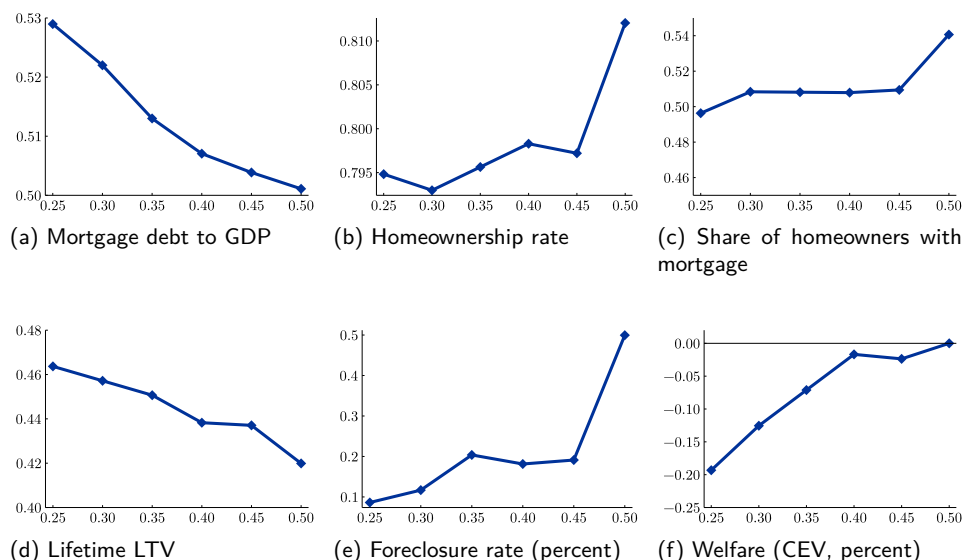 0.53
0.52
0.51
0.50
0.25 0.30 0.35 0.40 0.45 0.50
(a) Mortgage debt to GDP
0.810
0.805
0.800
0.795
0.25 0.30 0.35 0.40 0.45 0.50
(b) Homeownership rate
0.54
0.52
0.50
0.48
0.46
0.25 0.30 0.35 0.40 0.45 0.50
(c) Share of homeowners with
mortgage
0.48
0.46
0.44
0.42
0.40
0.25 0.30 0.35 0.40 0.45 0.50
(d) Lifetime LTV
0.5
0.4
0.3
0.2
0.1
0.25 0.30 0.35 0.40 0.45 0.50
(e) Foreclosure rate (percent)
0.00
−0.05
−0.10
−0.15
−0.20
−0.25
0.25 0.30 0.35 0.40 0.45 0.50
(f) Welfare (CEV, percent)